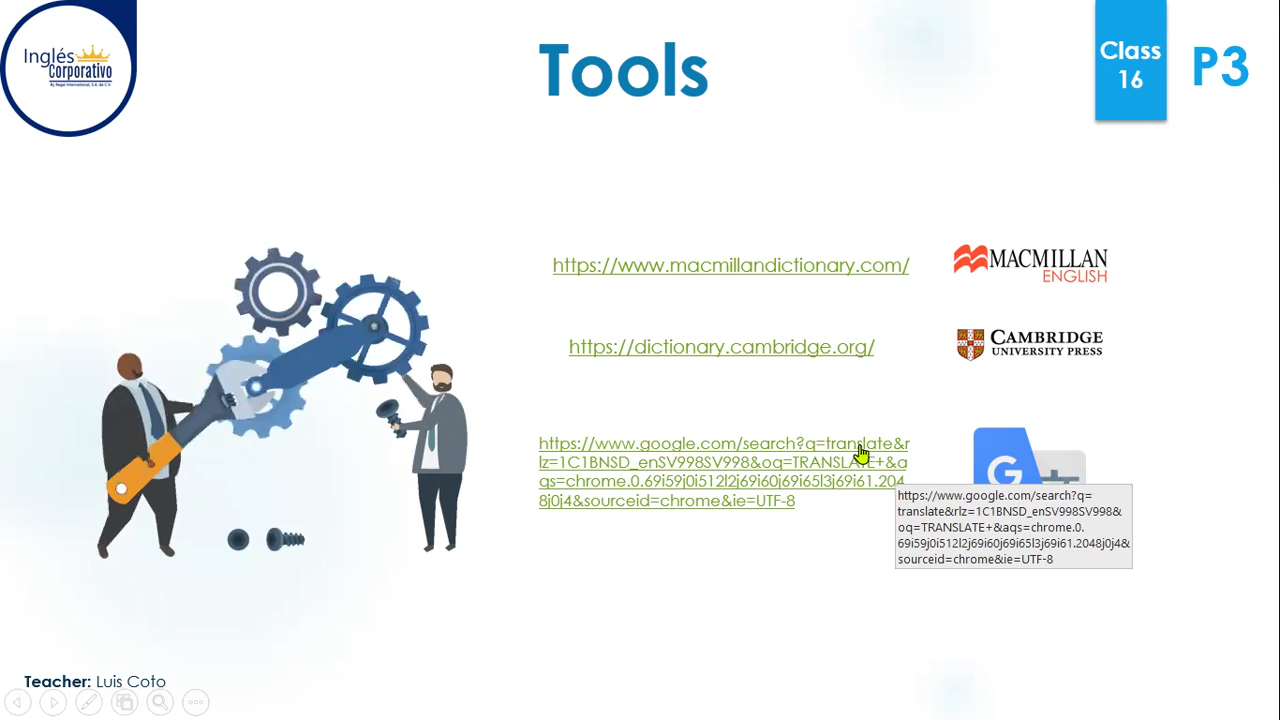 Inglés
Corporativo
By Regal International, S.A. de C.V
Tools
Class
16
P3
https://www.macmillandictionary.com/
MACMILLAN
ENGLISH
https://dictionary.cambridge.org/
CAMBRIDGE
UNIVERSITY PRESS
https://www.google.com/search?q=translate&r
lz=1C1BNSD_enSV998SV998&oq=TRANSLATE+&a
qs=chrome.0.69i59j0i512l2j69i60j69i65l3j69i61.204
8j0j4&sourceid=chrome&ie=UTF-8
G
https://www.google.com/search?q=
translate&rlz=1C1BNSD_enSV998SV998&
oq=TRANSLATE+&aqs=chrome.0.
69i59j0i512l2j69i60j69i65l3j69i61.2048j0j4&
sourceid=chrome&ie=UTF-8
Teacher: Luis Coto